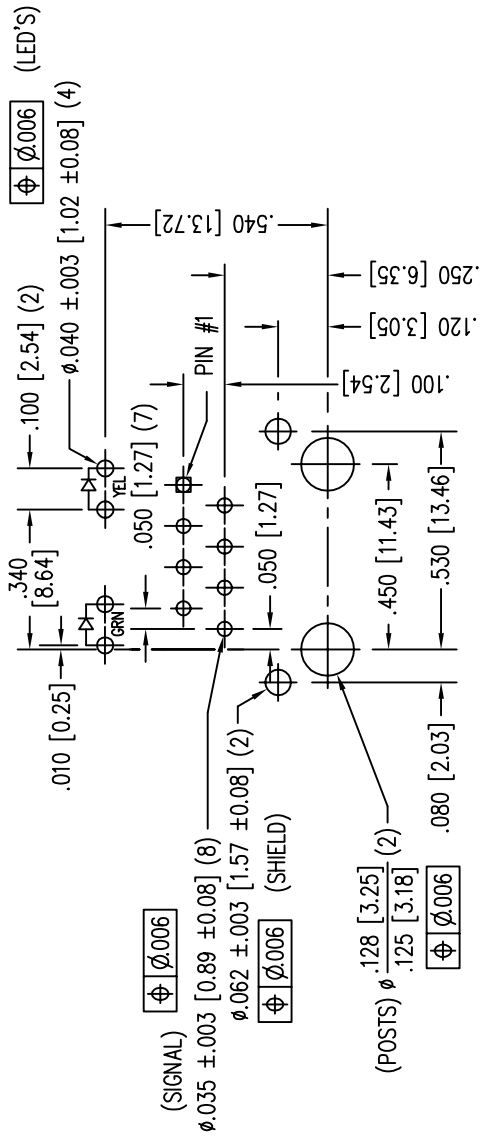 (LED'S)
⌖ Ø.006
ø.040 ±.003 [1.02 ±0.08] (4)
.100 [2.54] (2)
.340
[8.64]
.010 [0.25]
GRN
YEL
.050 [1.27] (7)
PIN #1
.540 [13.72]
.250 [6.35]
.120 [3.05]
.100 [2.54]
.050 [1.27]
.450 [11.43]
.530 [13.46]
.080 [2.03]
(SIGNAL)
⌖ Ø.006
ø.035 ±.003 [0.89 ±0.08] (8)
ø.062 ±.003 [1.57 ±0.08] (2)
⌖ Ø.006
(SHIELD)
(POSTS) ø .128 [3.25] (2)
.125 [3.18]
⌖ Ø.006